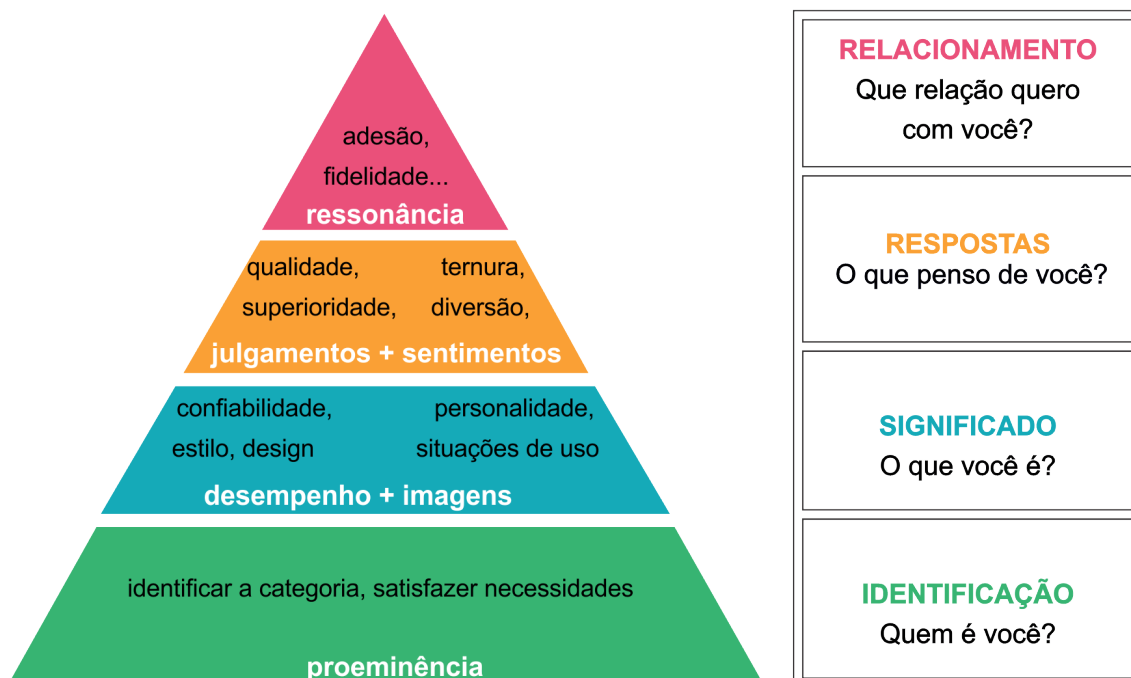 adesão,
fidelidade...
ressonância
qualidade,
superioridade,
ternura,
diversão,
julgamentos + sentimentos
confiabilidade,
estilo, design
personalidade,
situações de uso
desempenho + imagens
identificar a categoria, satisfazer necessidades
proeminência
RELACIONAMENTO
Que relação quero
com você?
RESPOSTAS
O que penso de você?
SIGNIFICADO
O que você é?
IDENTIFICAÇÃO
Quem é você?